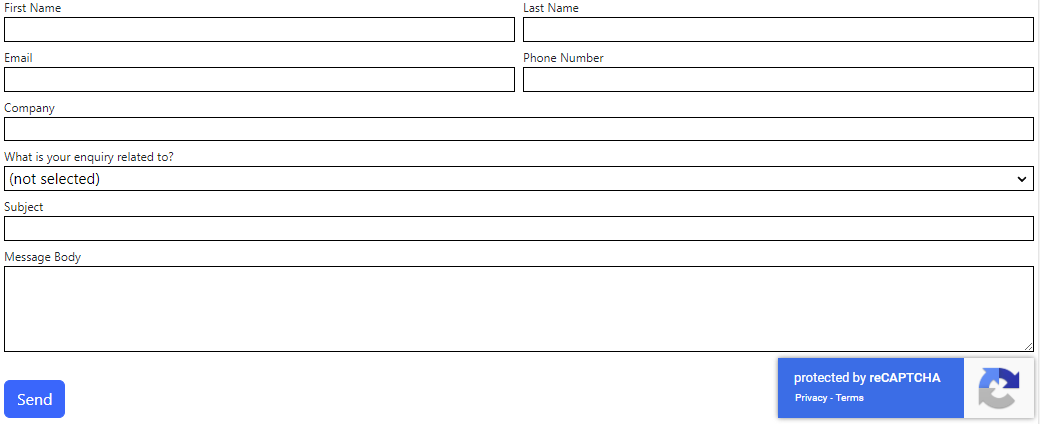 First Name Last Name
Email Phone Number
Company
What is your enquiry related to?
(not selected)
Subject
Message Body
protected by reCAPTCHA
Privacy - Terms
Send